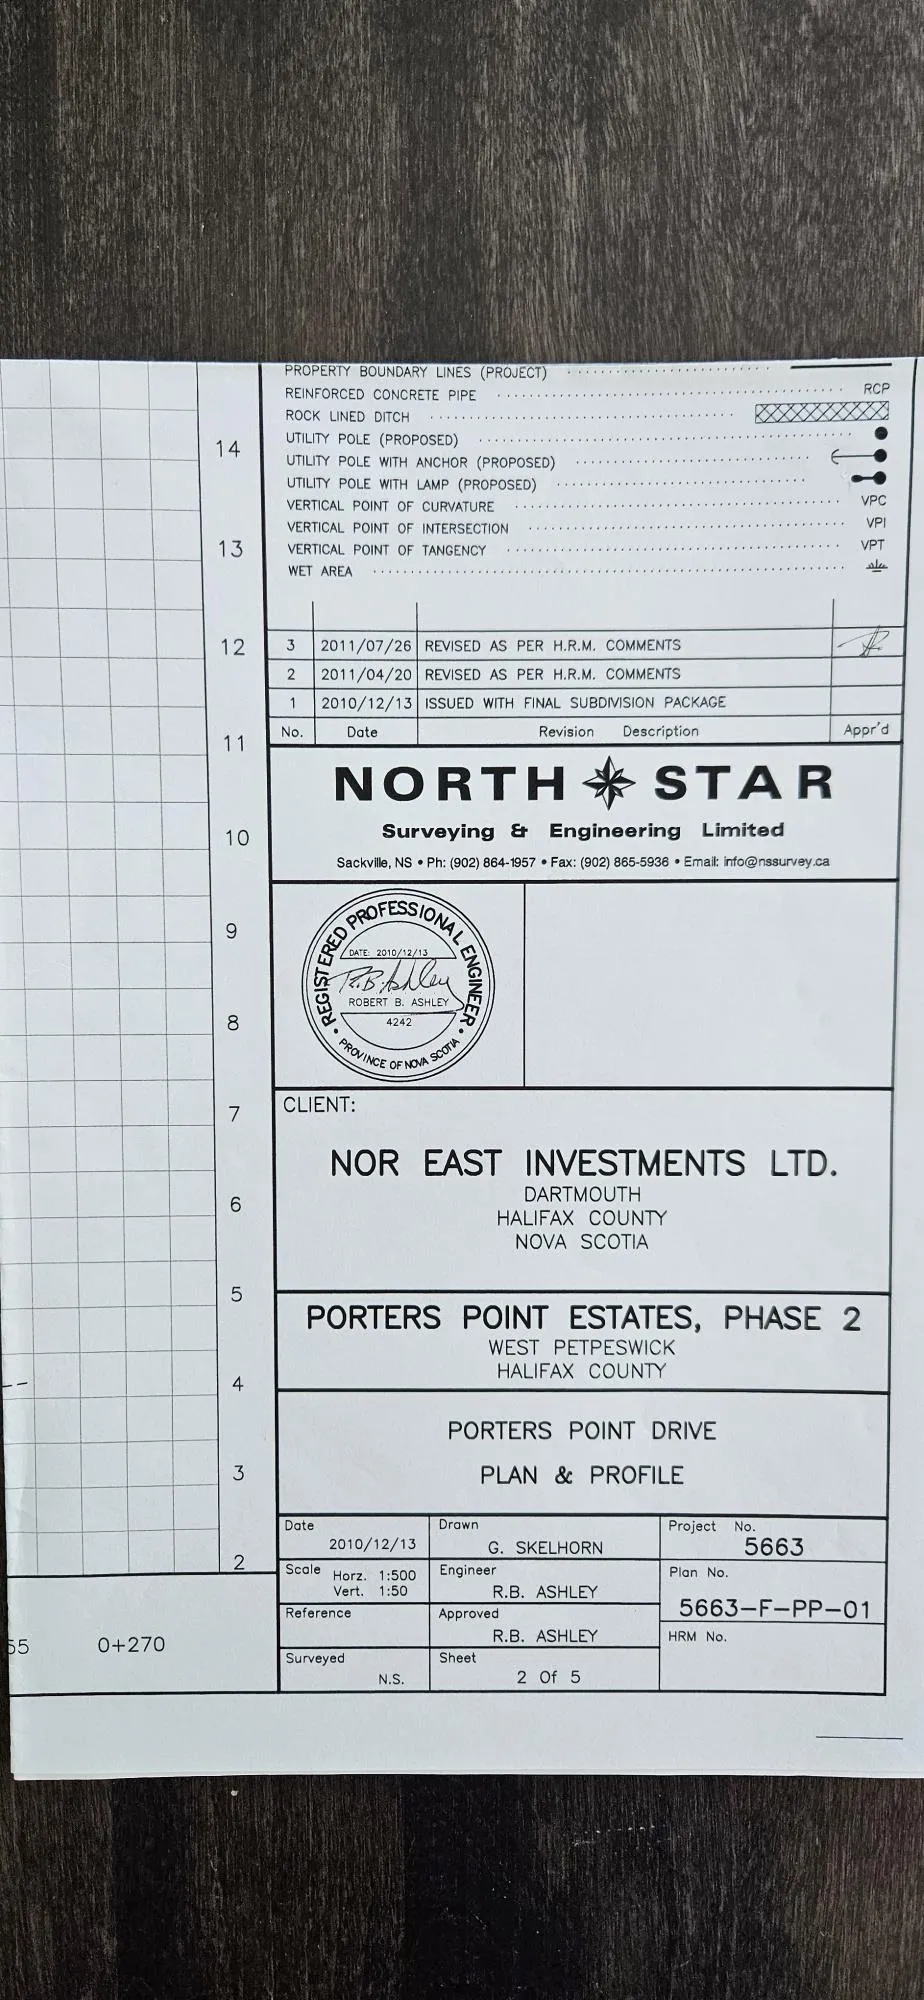 PROPERTY BOUNDARY LINES (PROJECT)
REINFORCED CONCRETE PIPE RCP
ROCK LINED DITCH
UTILITY POLE (PROPOSED)
UTILITY POLE WITH ANCHOR (PROPOSED)
UTILITY POLE WITH LAMP (PROPOSED)
VERTICAL POINT OF CURVATURE VPC
VERTICAL POINT OF INTERSECTION VPI
VERTICAL POINT OF TANGENCY VPT
WET AREA
14
13
12
11
10
9
8
7
6
5
4
3
2
55 0+270
3 2011/07/26 REVISED AS PER H.R.M. COMMENTS
2 2011/04/20 REVISED AS PER H.R.M. COMMENTS
1 2010/12/13 ISSUED WITH FINAL SUBDIVISION PACKAGE
No. Date Revision Description Appr'd
NORTH STAR
Surveying & Engineering Limited
Sackville, NS • Ph: (902) 864-1957 • Fax: (902) 865-5936 • Email: info@nssurvey.ca
REGISTERED PROFESSIONAL ENGINEER
DATE: 2010/12/13
R.B. Ashley
ROBERT B. ASHLEY
4242
PROVINCE OF NOVA SCOTIA
CLIENT:
NOR EAST INVESTMENTS LTD.
DARTMOUTH
HALIFAX COUNTY
NOVA SCOTIA
PORTERS POINT ESTATES, PHASE 2
WEST PETPESWICK
HALIFAX COUNTY
PORTERS POINT DRIVE
PLAN & PROFILE
Date 2010/12/13
Drawn G. SKELHORN
Project No. 5663
Scale Horz. 1:500
Vert. 1:50
Engineer R.B. ASHLEY
Plan No. 5663-F-PP-01
Reference
Approved R.B. ASHLEY
HRM No.
Surveyed N.S.
Sheet 2 Of 5